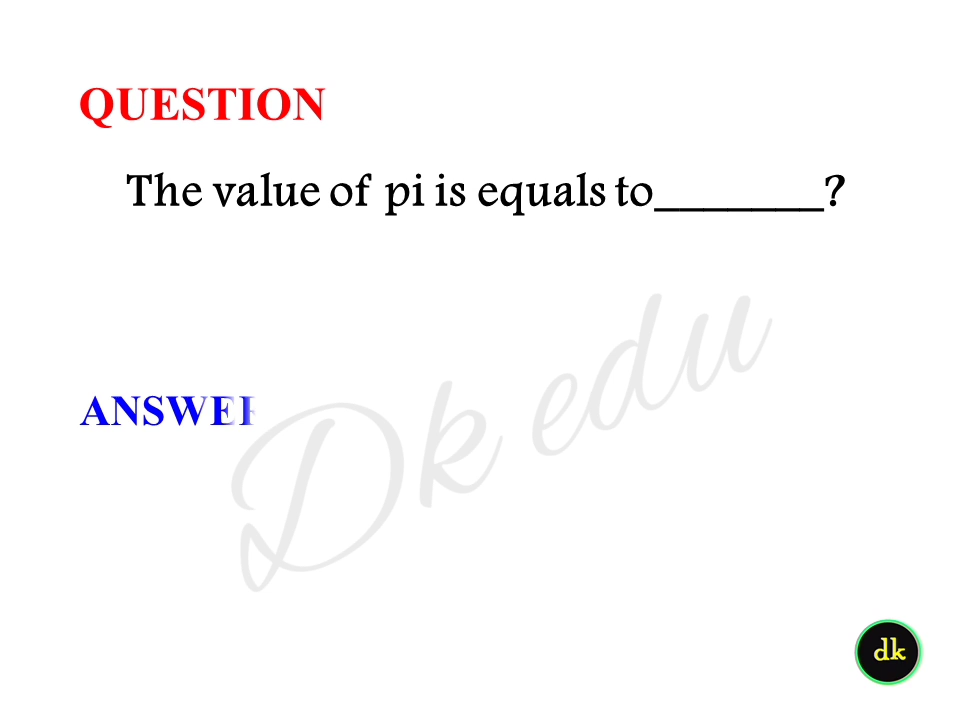 QUESTION
The value of pi is equals to_______?
ANSWER
Dk edu
dk